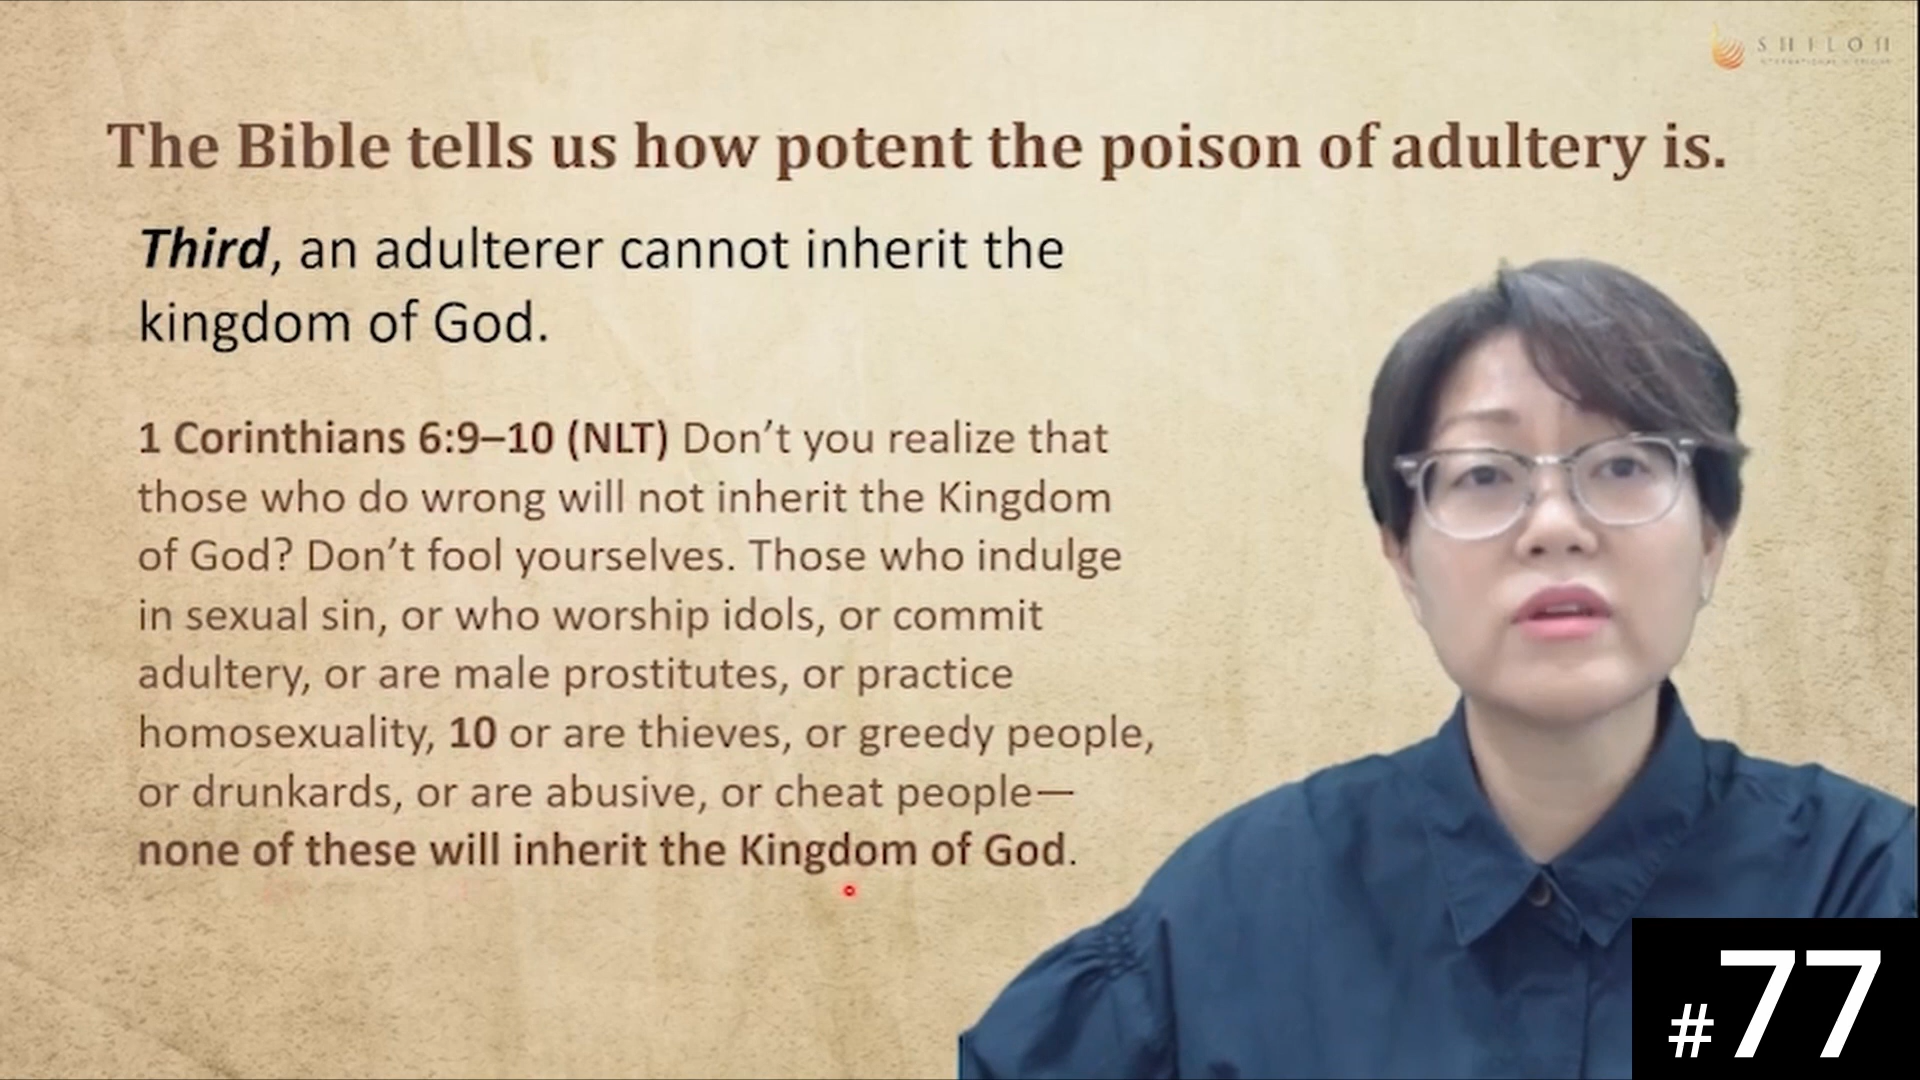 SHILOH
The Bible tells us how potent the poison of adultery is.
Third, an adulterer cannot inherit the
kingdom of God.
1 Corinthians 6:9–10 (NLT) Don’t you realize that
those who do wrong will not inherit the Kingdom
of God? Don’t fool yourselves. Those who indulge
in sexual sin, or who worship idols, or commit
adultery, or are male prostitutes, or practice
homosexuality, 10 or are thieves, or greedy people,
or drunkards, or are abusive, or cheat people—
none of these will inherit the Kingdom of God.
#77